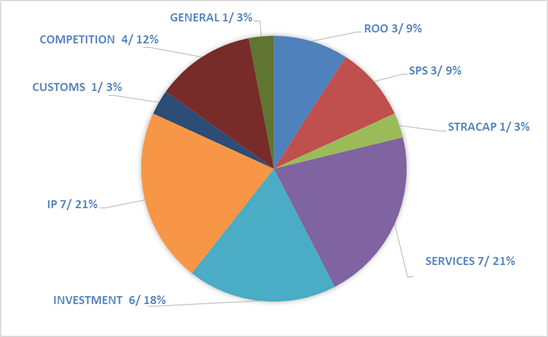 GENERAL 1/ 3%
ROO 3/ 9%
COMPETITION 4/ 12%
SPS 3/ 9%
CUSTOMS 1/ 3%
STRACAP 1/ 3%
IP 7/ 21%
SERVICES 7/ 21%
INVESTMENT 6/ 18%